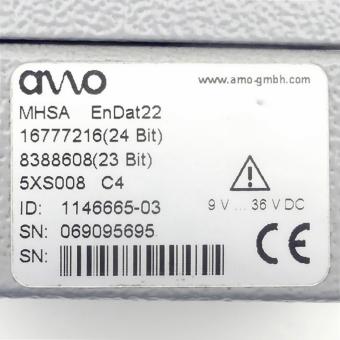 amo
www.amo-gmbh.com
MHSA EnDat22
16777216(24 Bit)
8388608(23 Bit)
5XS008 C4
ID: 1146665-03
9 V ... 36 V DC
SN: 069095695
CE
SN: